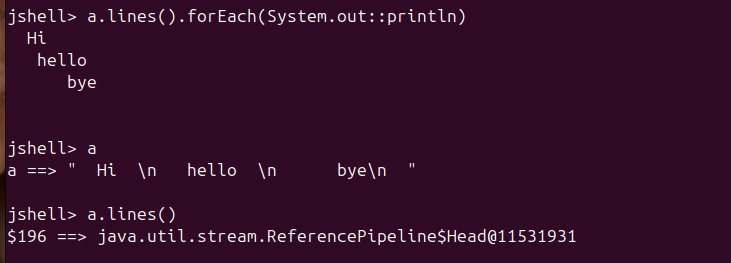 jshell> a.lines().forEach(System.out::println)
  Hi
   hello
      bye
jshell> a
a ==> "  Hi  \n   hello  \n      bye\n  "
jshell> a.lines()
$196 ==> java.util.stream.ReferencePipeline$Head@11531931